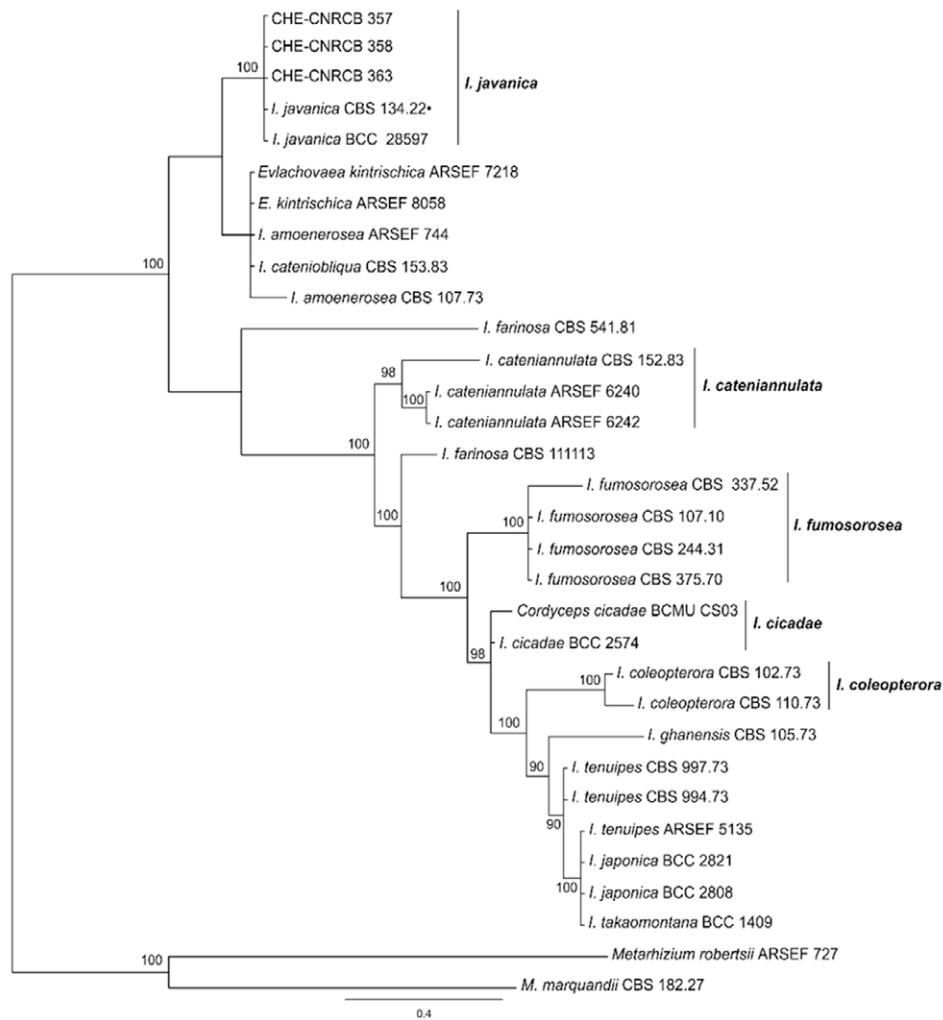 CHE-CNRCB 357
CHE-CNRCB 358
100
CHE-CNRCB 363
I. javanica
I. javanica CBS 134.22•
I. javanica BCC 28597
Evlachovaea kintrischica ARSEF 7218
E. kintrischica ARSEF 8058
I. amoenerosea ARSEF 744
100
I. cateniobliqua CBS 153.83
I. amoenerosea CBS 107.73
I. farinosa CBS 541.81
I. cateniannulata CBS 152.83
98
I. cateniannulata
I. cateniannulata ARSEF 6240
100
I. cateniannulata ARSEF 6242
100
I. farinosa CBS 111113
I. fumosorosea CBS 337.52
100
I. fumosorosea CBS 107.10
100
I. fumosorosea
I. fumosorosea CBS 244.31
I. fumosorosea CBS 375.70
100
Cordyceps cicadae BCMU CS03
I. cicadae
I. cicadae BCC 2574
98
I. coleopterora CBS 102.73
100
I. coleopterora
I. coleopterora CBS 110.73
100
I. ghanensis CBS 105.73
90
I. tenuipes CBS 997.73
I. tenuipes CBS 994.73
90
I. tenuipes ARSEF 5135
I. japonica BCC 2821
100
I. japonica BCC 2808
I. takaomontana BCC 1409
Metarhizium robertsii ARSEF 727
100
M. marquandii CBS 182.27
0.4